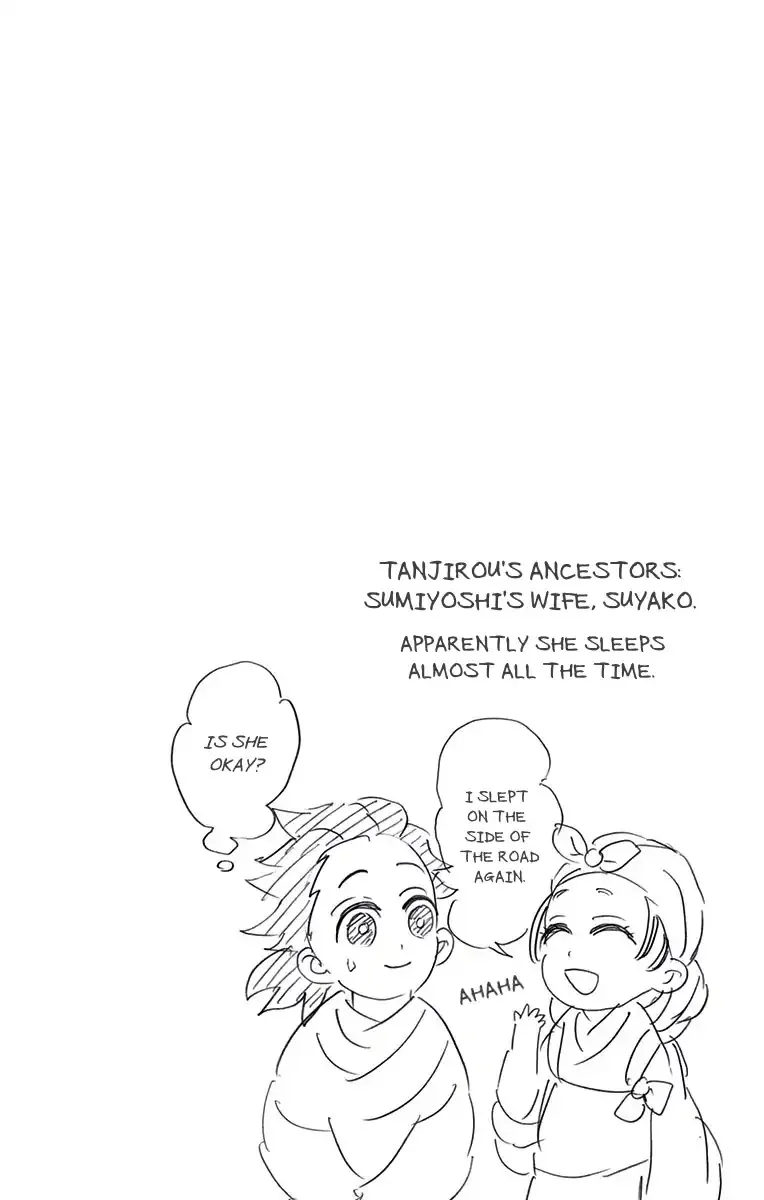 TANJIROU'S ANCESTORS:
SUMIYOSHI'S WIFE, SUYAKO.
APPARENTLY SHE SLEEPS
ALMOST ALL THE TIME.
IS SHE
OKAY?
I SLEPT
ON THE
SIDE OF
THE ROAD
AGAIN.
AHAHA